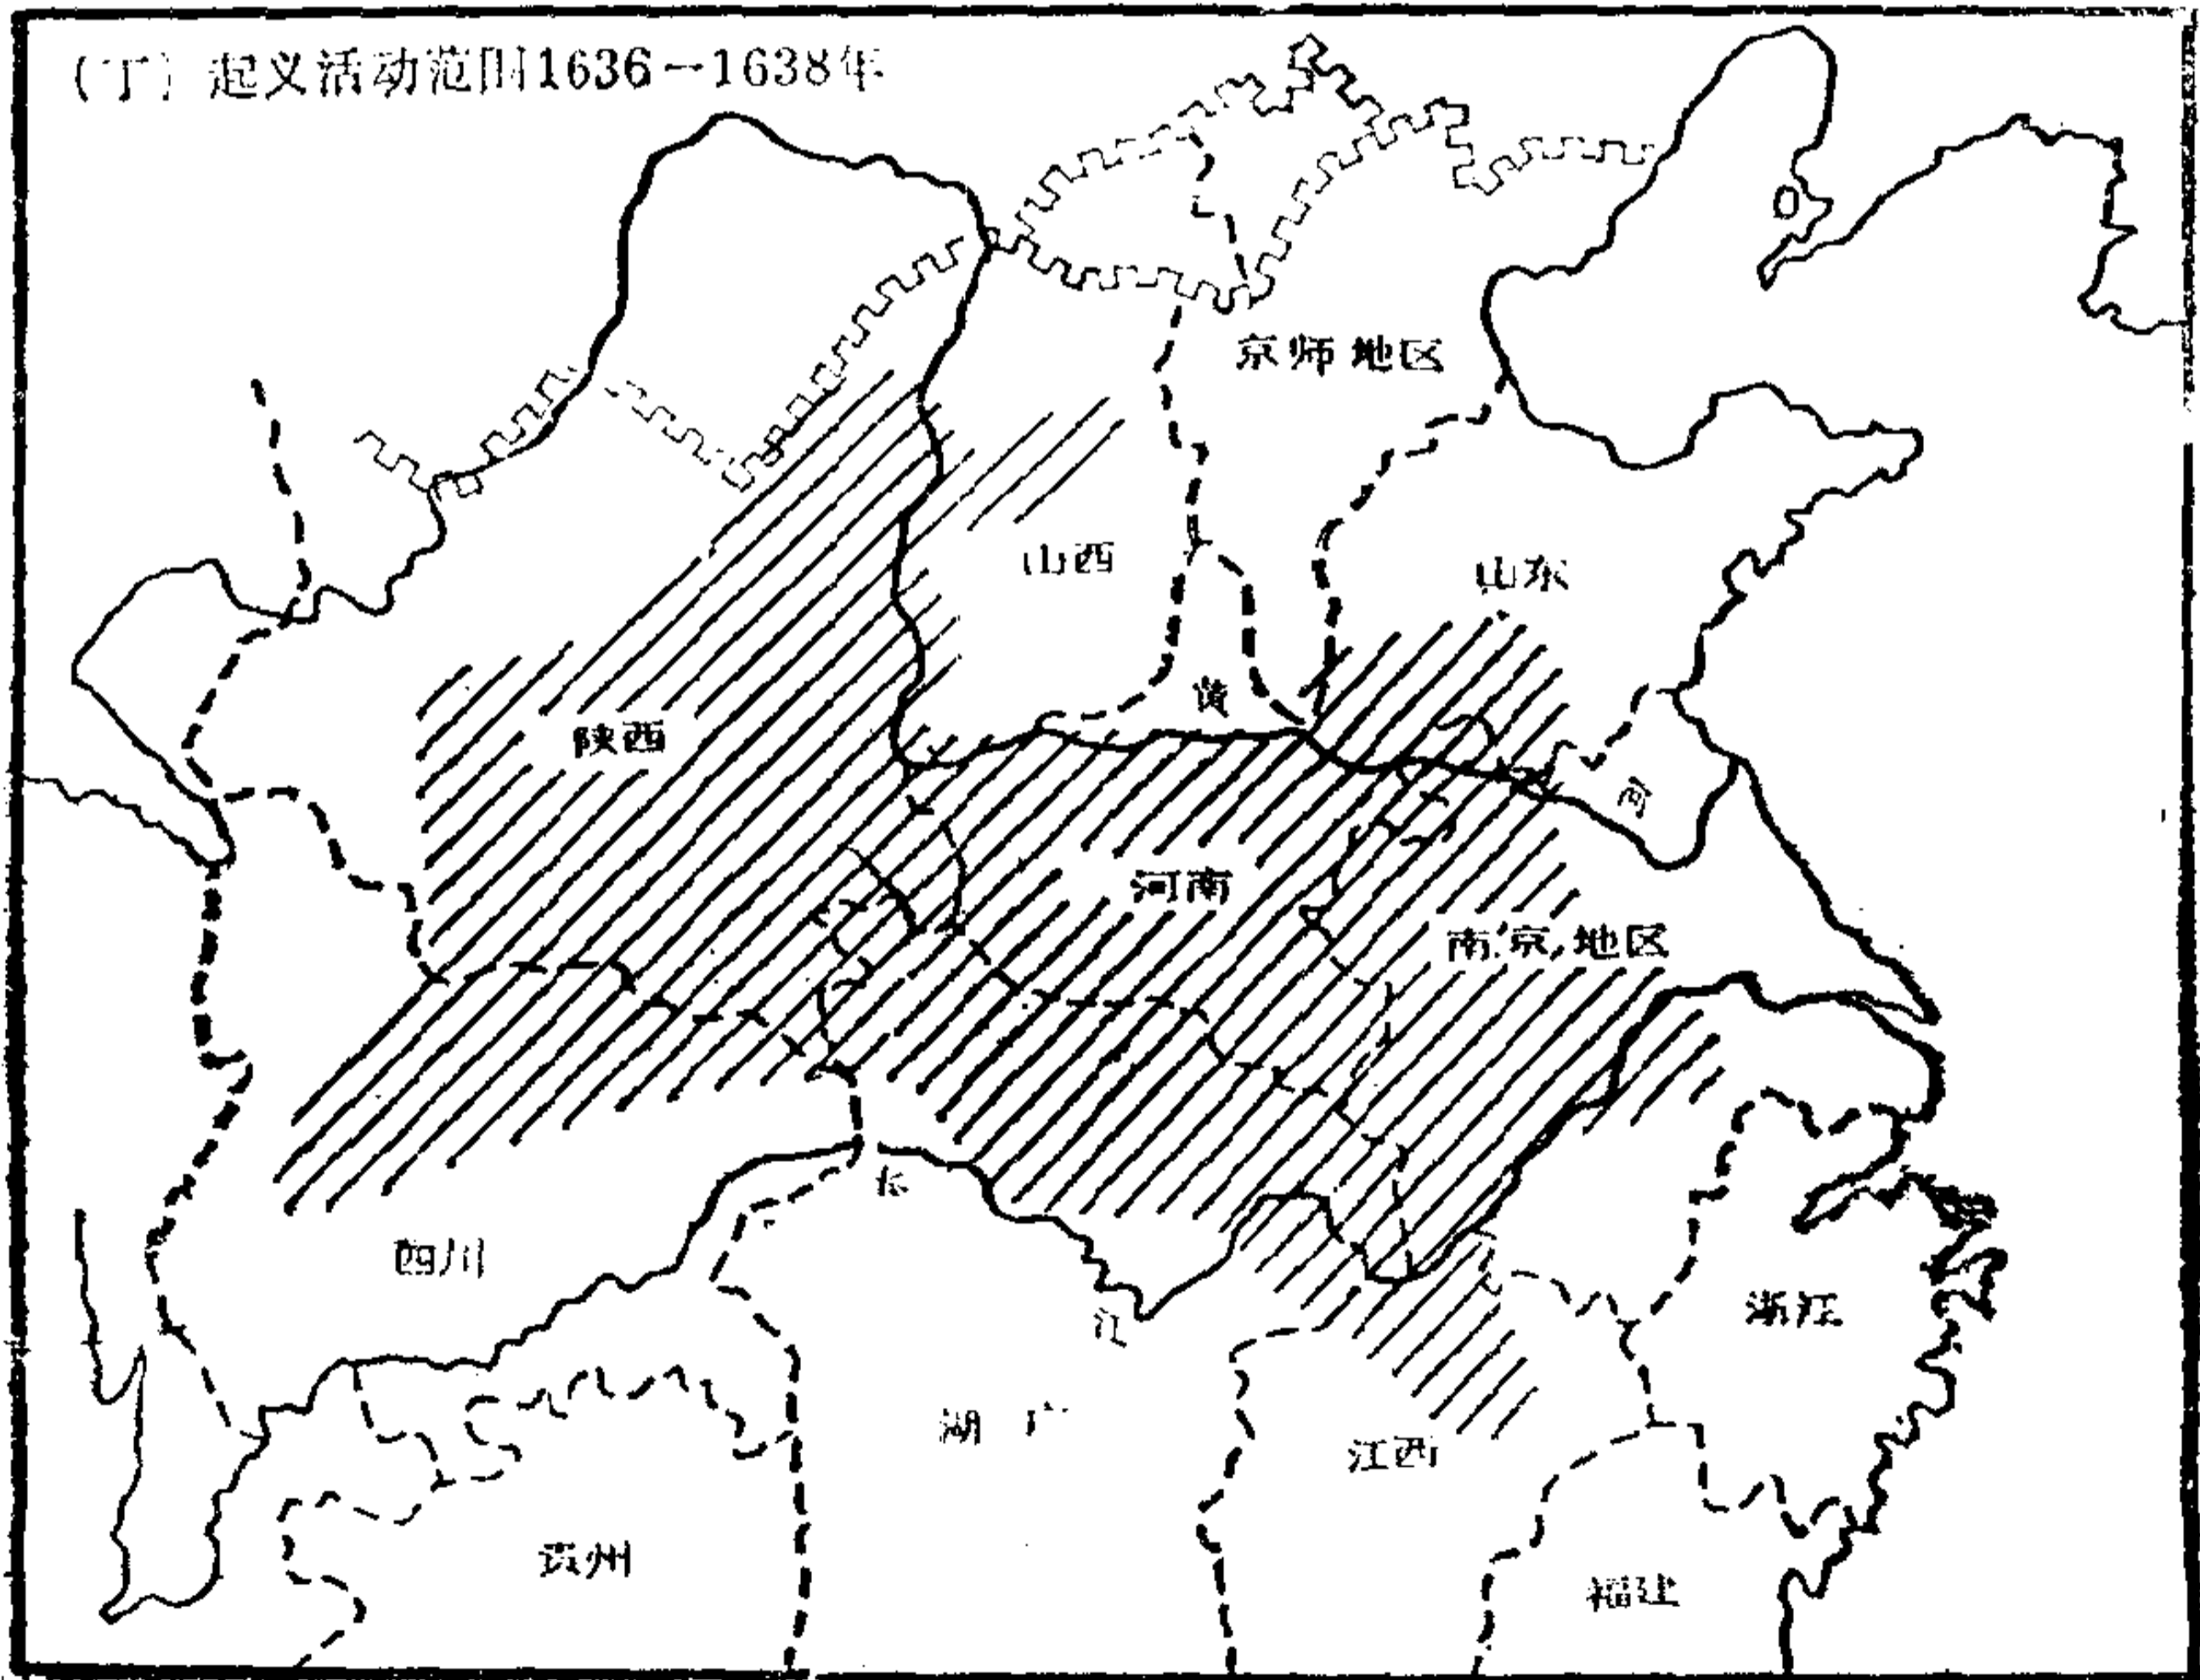 (丁) 起义活动范围1636－1638年
京师地区
山西
山东
黄
陕西
河
河南
南京地区
长
四川
江
浙江
湖广
江西
贵州
福建